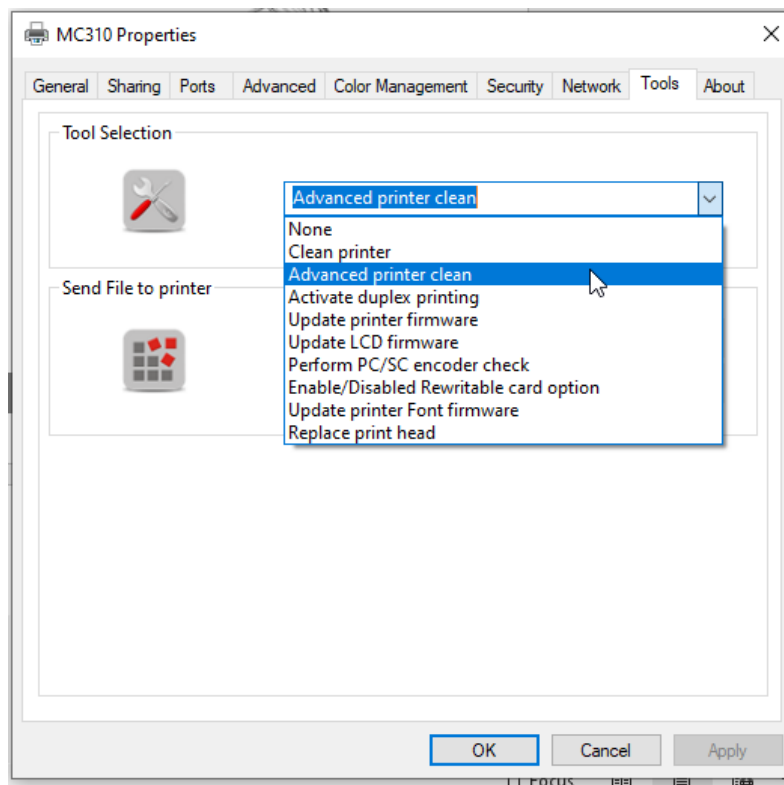 MC310 Properties
General Sharing Ports Advanced Color Management Security Network Tools About
Tool Selection
Advanced printer clean
None
Clean printer
Advanced printer clean
Activate duplex printing
Update printer firmware
Update LCD firmware
Perform PC/SC encoder check
Enable/Disabled Rewritable card option
Update printer Font firmware
Replace print head
Send File to printer
OK Cancel Apply
Focus